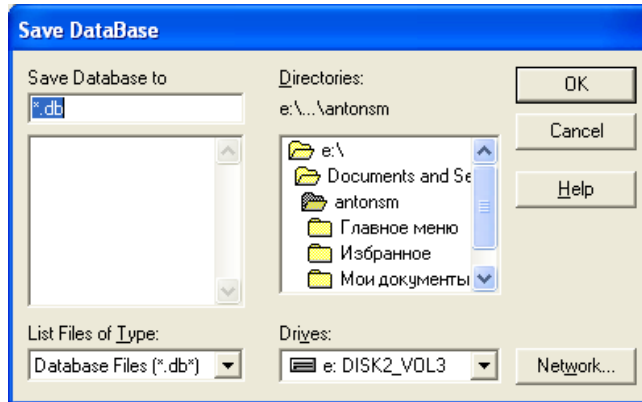 Save DataBase
Save Database to
*.db
List Files of Type:
Database Files (*.db*)
Directories:
e:\...\antonsm
e:\
Documents and Se
antonsm
Главное меню
Избранное
Мои документы
Drives:
e: DISK2_VOL3
OK
Cancel
Help
Network...